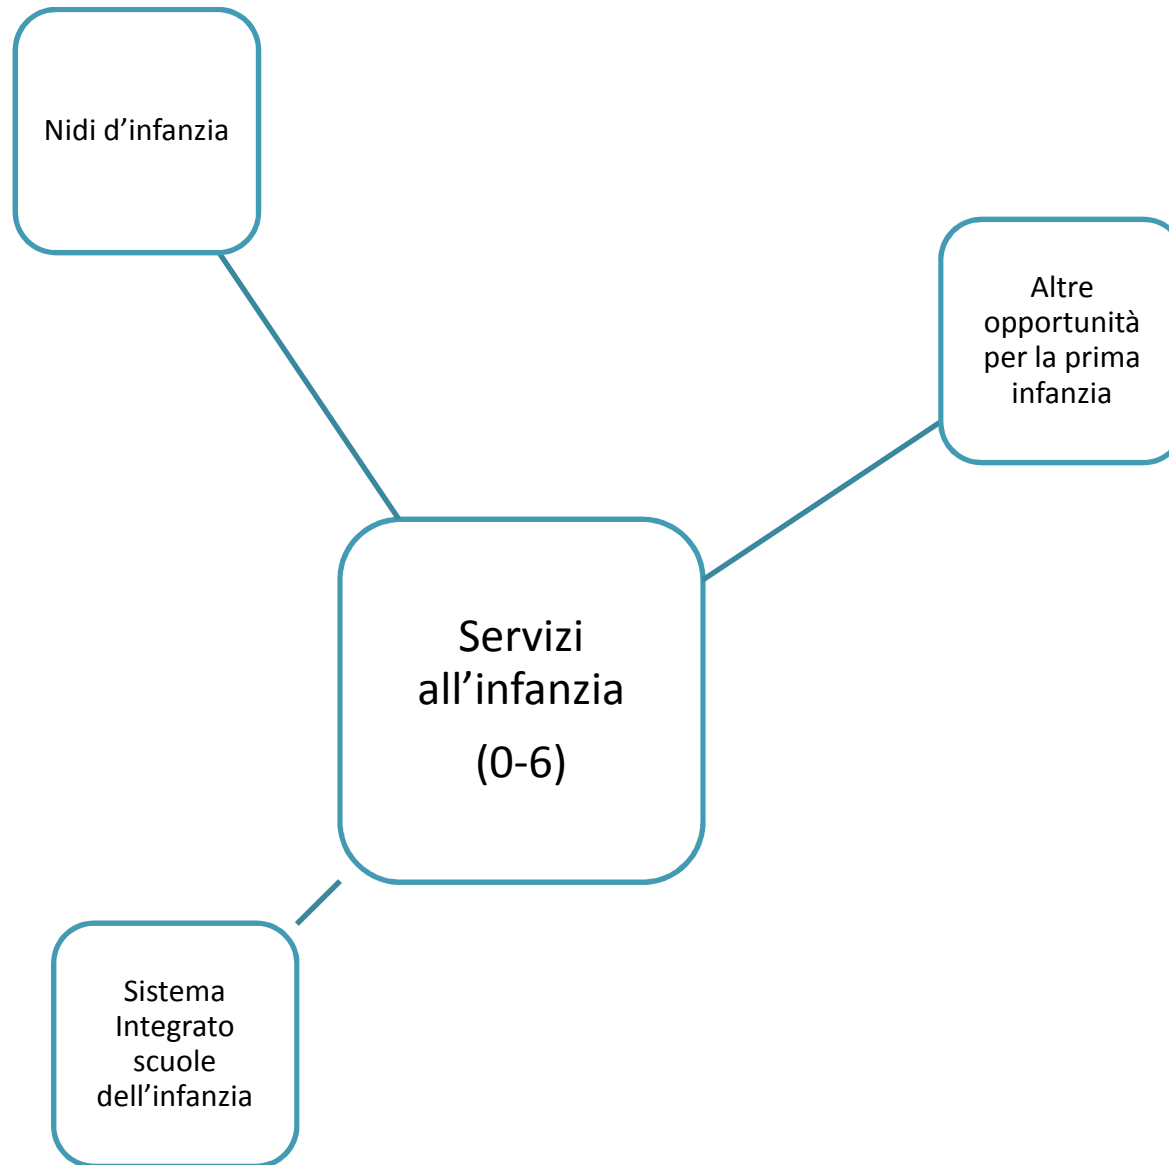 Nidi d’infanzia
Altre
opportunità
per la prima
infanzia
Servizi
all’infanzia
(0-6)
Sistema
Integrato
scuole
dell’infanzia